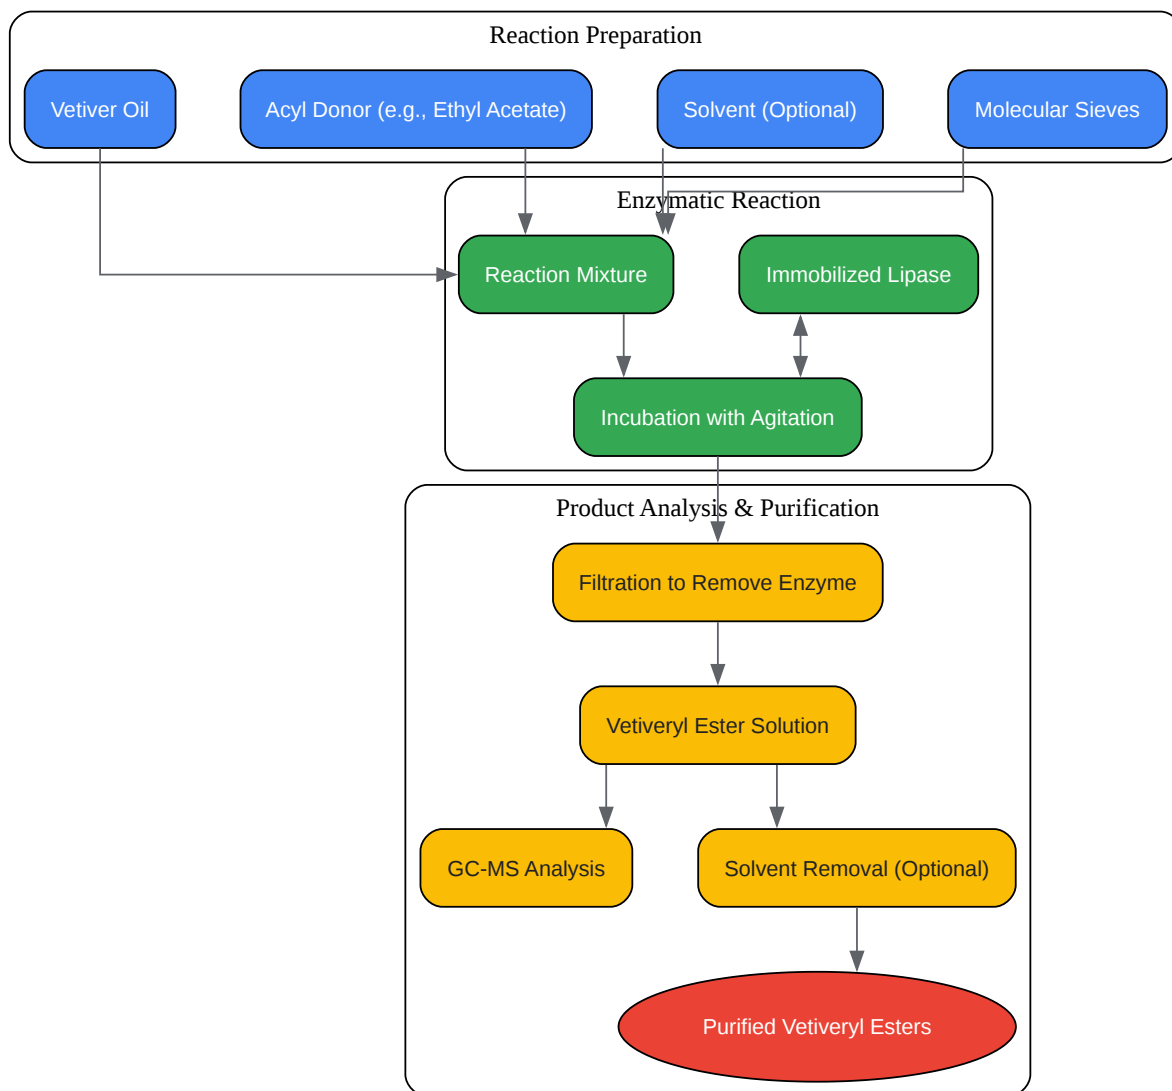 Reaction Preparation
Vetiver Oil
Acyl Donor (e.g., Ethyl Acetate)
Solvent (Optional)
Molecular Sieves
Enzymatic Reaction
Reaction Mixture
Immobilized Lipase
Incubation with Agitation
Product Analysis & Purification
Filtration to Remove Enzyme
Vetiveryl Ester Solution
GC-MS Analysis
Solvent Removal (Optional)
Purified Vetiveryl Esters